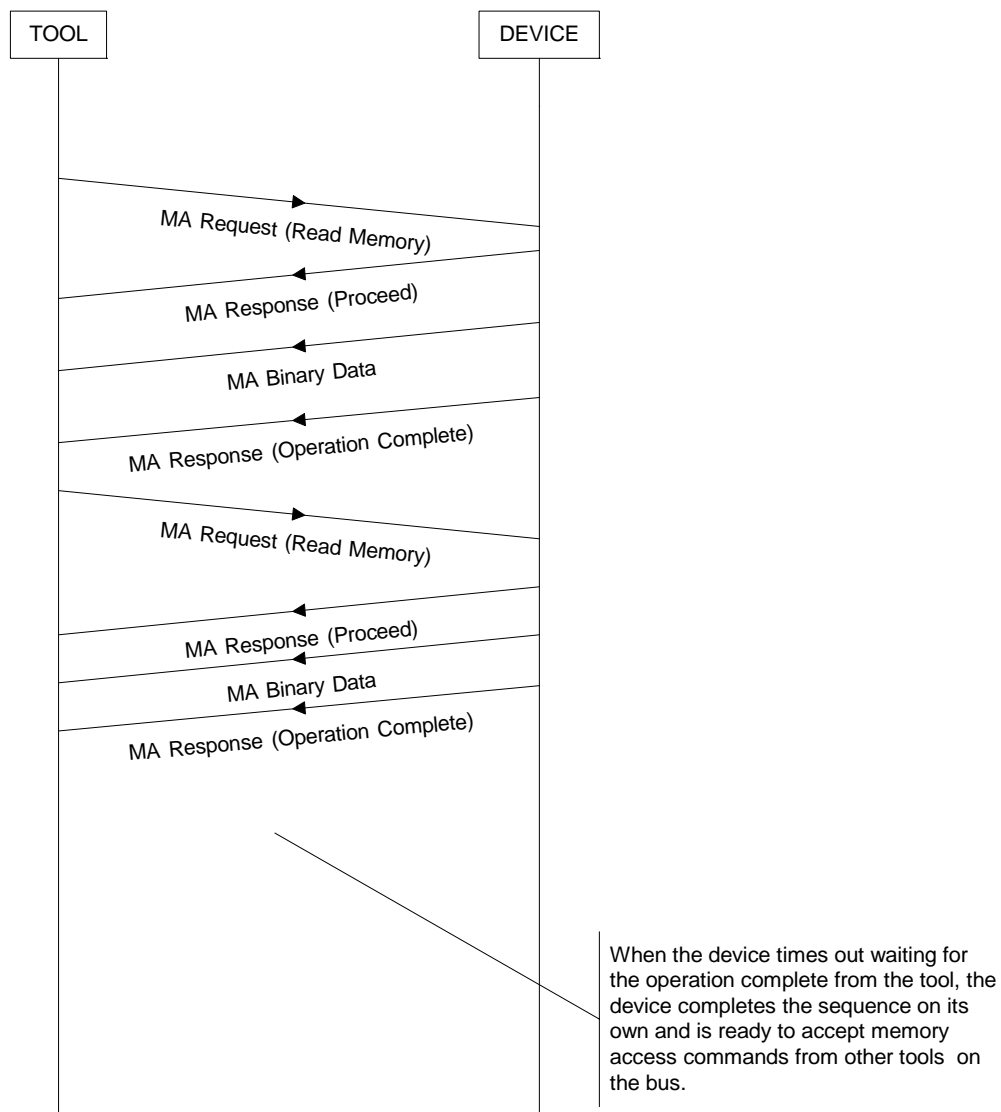 TOOL
DEVICE
MA Request (Read Memory)
MA Response (Proceed)
MA Binary Data
MA Response (Operation Complete)
MA Request (Read Memory)
MA Response (Proceed)
MA Binary Data
MA Response (Operation Complete)
When the device times out waiting for
the operation complete from the tool, the
device completes the sequence on its
own and is ready to accept memory
access commands from other tools on
the bus.